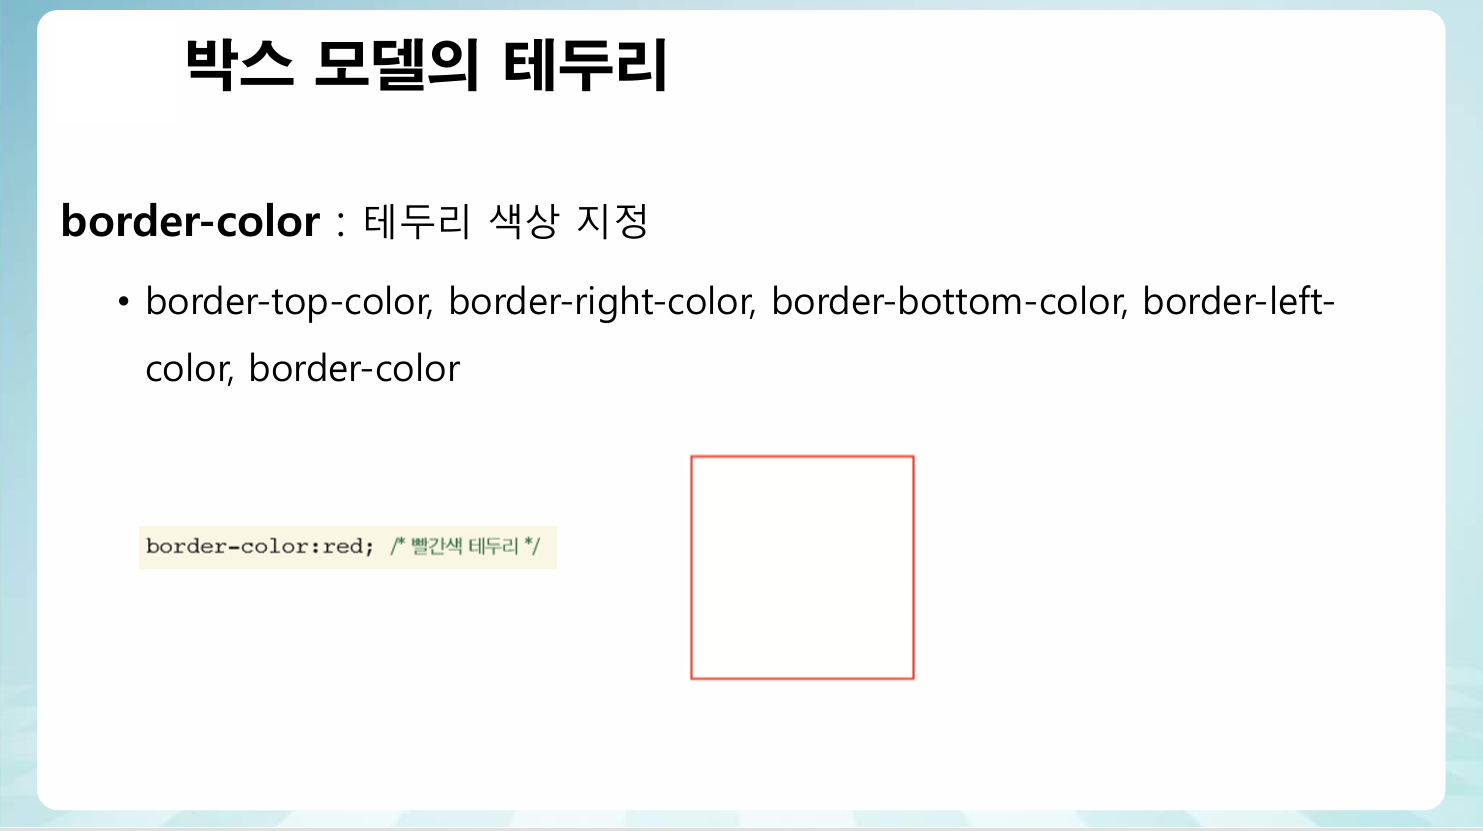 박스 모델의 테두리
border-color : 테두리 색상 지정
• border-top-color, border-right-color, border-bottom-color, border-left-
color, border-color
border-color:red; /* 빨간색 테두리 */